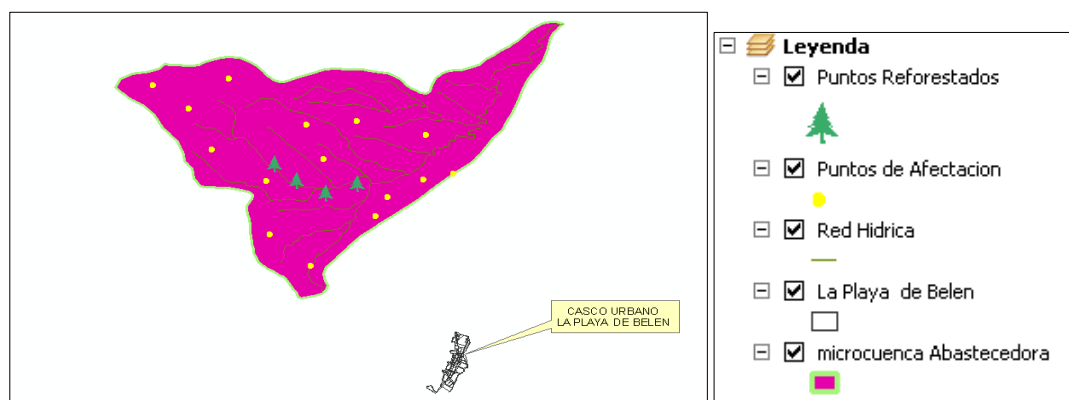 CASCO URBANO
LA PLAYA DE BELEN
Leyenda
Puntos Reforestados
Puntos de Afectacion
Red Hidrica
La Playa de Belen
microcuenca Abastecedora